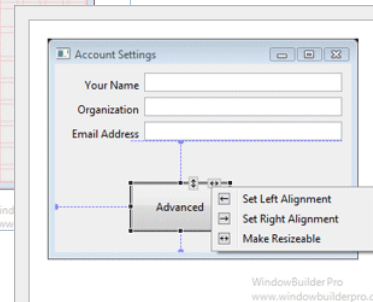 Account Settings
Your Name
Organization
Email Address
Advanced
Set Left Alignment
Set Right Alignment
Make Resizeable
WindowBuilder Pro
www.windowbuilderpro.c